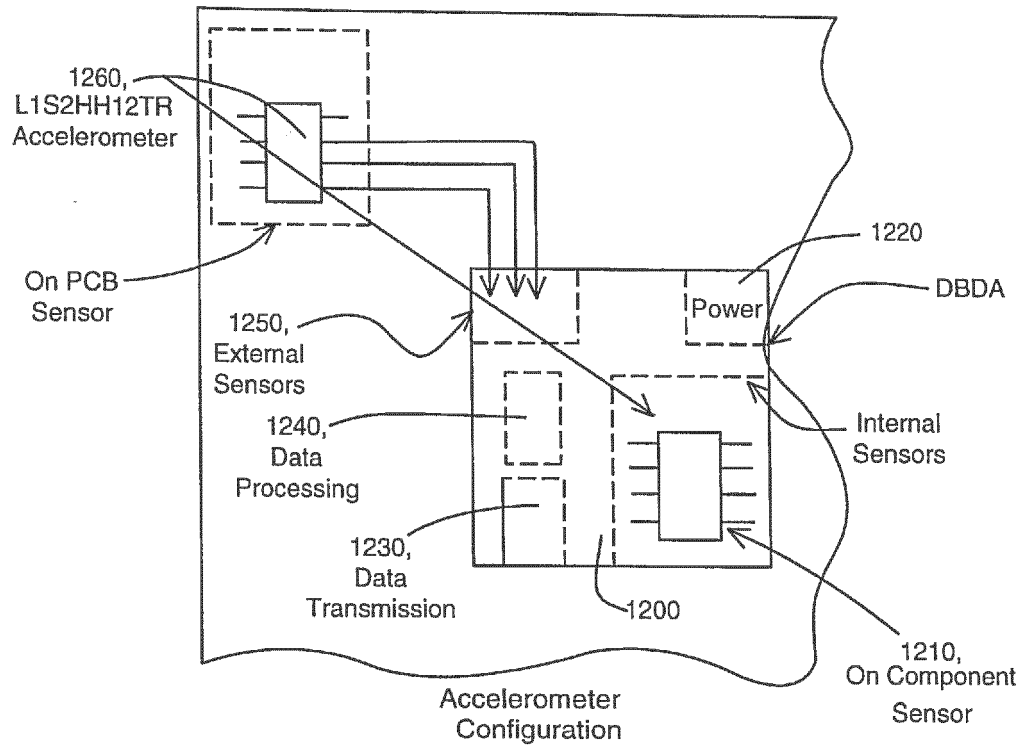 1260,
L1S2HH12TR
Accelerometer
On PCB
Sensor
1220
DBDA
Power
1250,
External
Sensors
1240,
Data
Processing
Internal
Sensors
1230,
Data
Transmission
1200
1210,
On Component
Sensor
Accelerometer
Configuration